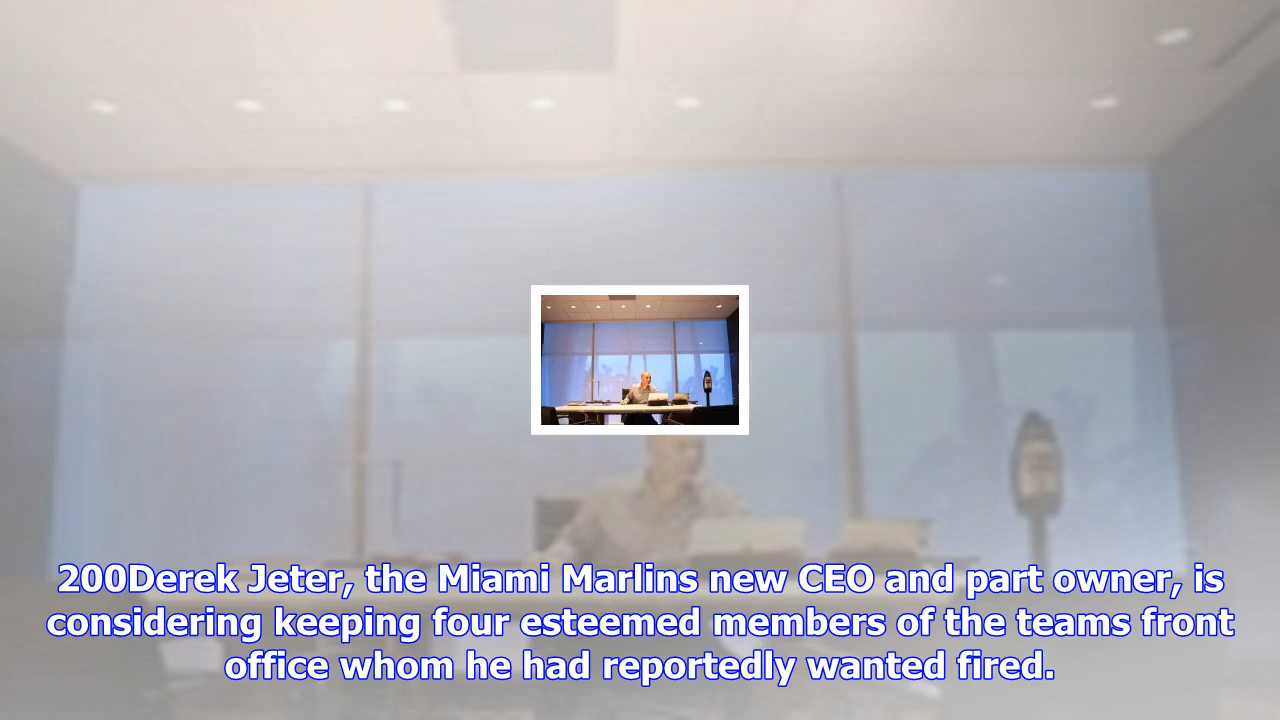 200Derek Jeter, the Miami Marlins new CEO and part owner, is
considering keeping four esteemed members of the teams front
office whom he had reportedly wanted fired.